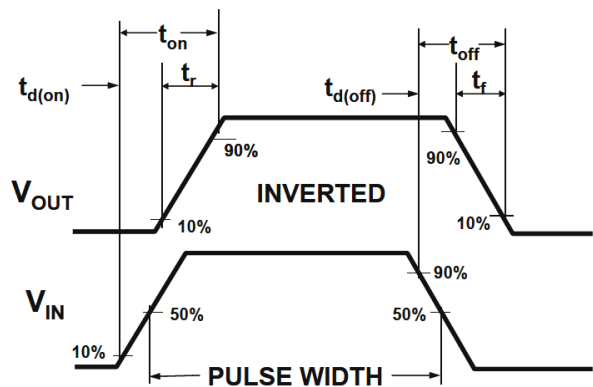 t_on t_off
t_d(on) t_r t_d(off) t_f
90% 90%
V_OUT INVERTED
10% 10%
90%
V_IN 50% 50%
10%
PULSE WIDTH